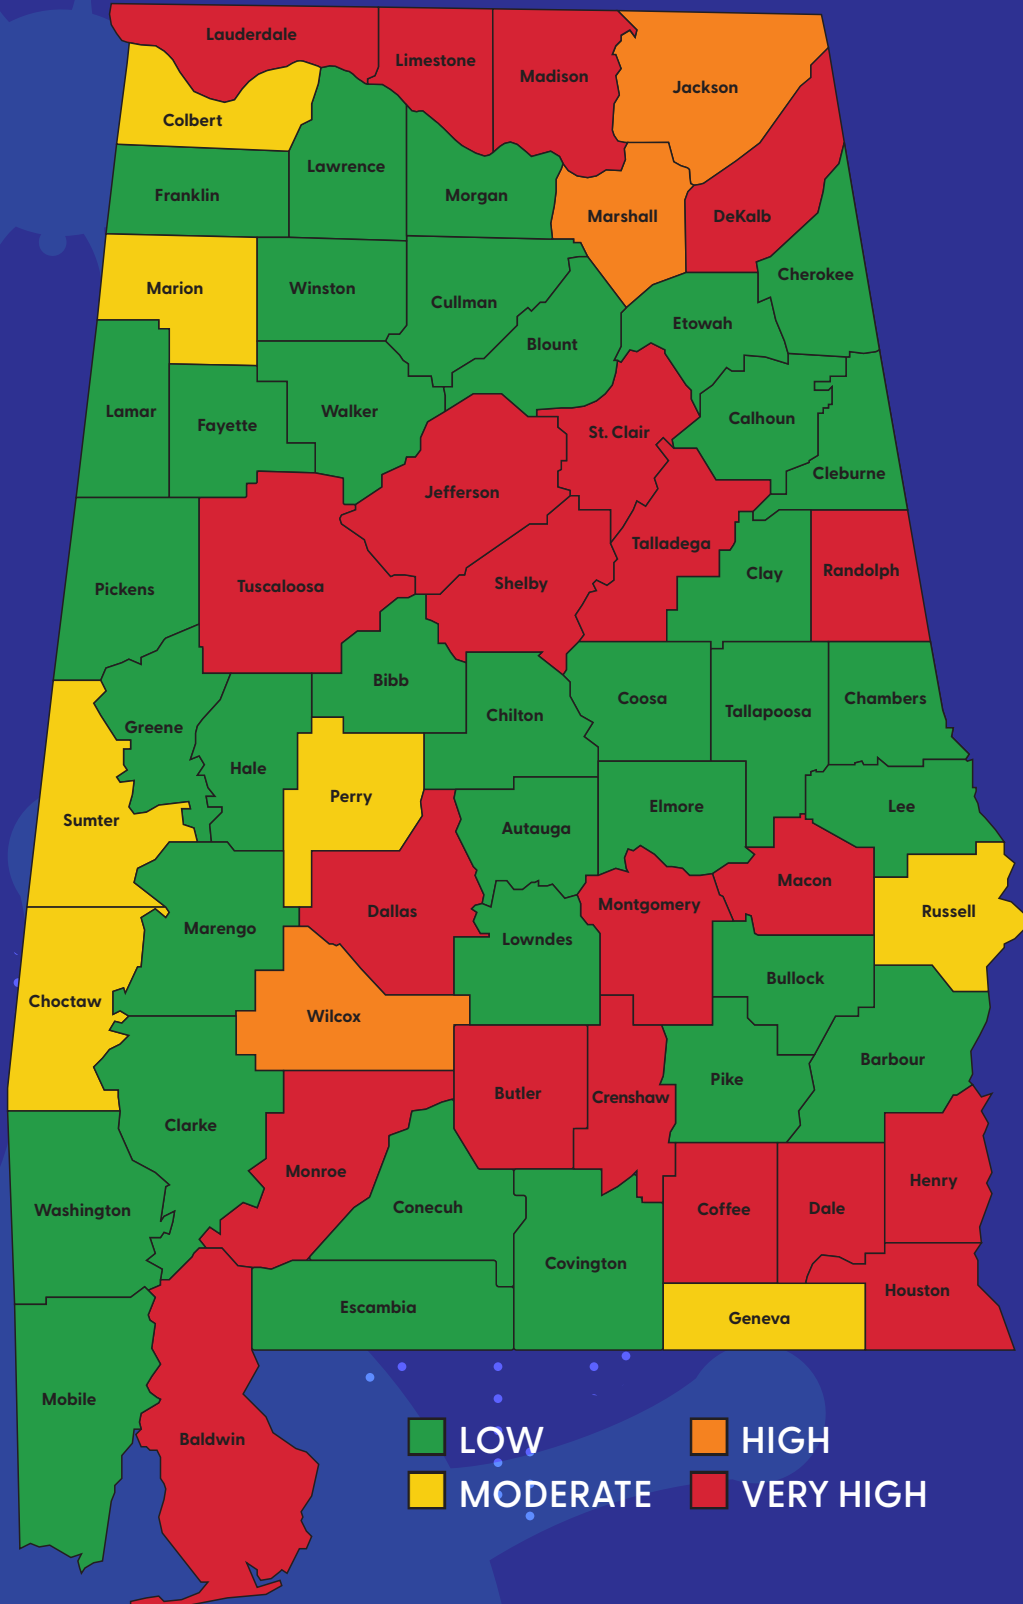 Lauderdale
Limestone
Madison
Jackson
Colbert
Lawrence
Franklin
Morgan
Marshall
DeKalb
Cherokee
Marion
Winston
Cullman
Etowah
Blount
Lamar
Fayette
Walker
Calhoun
St. Clair
Cleburne
Jefferson
Talladega
Randolph
Clay
Shelby
Tuscaloosa
Pickens
Bibb
Coosa
Chambers
Tallapoosa
Chilton
Greene
Hale
Perry
Elmore
Lee
Sumter
Autauga
Macon
Montgomery
Russell
Dallas
Marengo
Lowndes
Bullock
Choctaw
Wilcox
Barbour
Pike
Butler
Crenshaw
Clarke
Monroe
Henry
Conecuh
Coffee
Dale
Washington
Covington
Houston
Escambia
Geneva
Mobile
Baldwin
LOW
HIGH
MODERATE
VERY HIGH